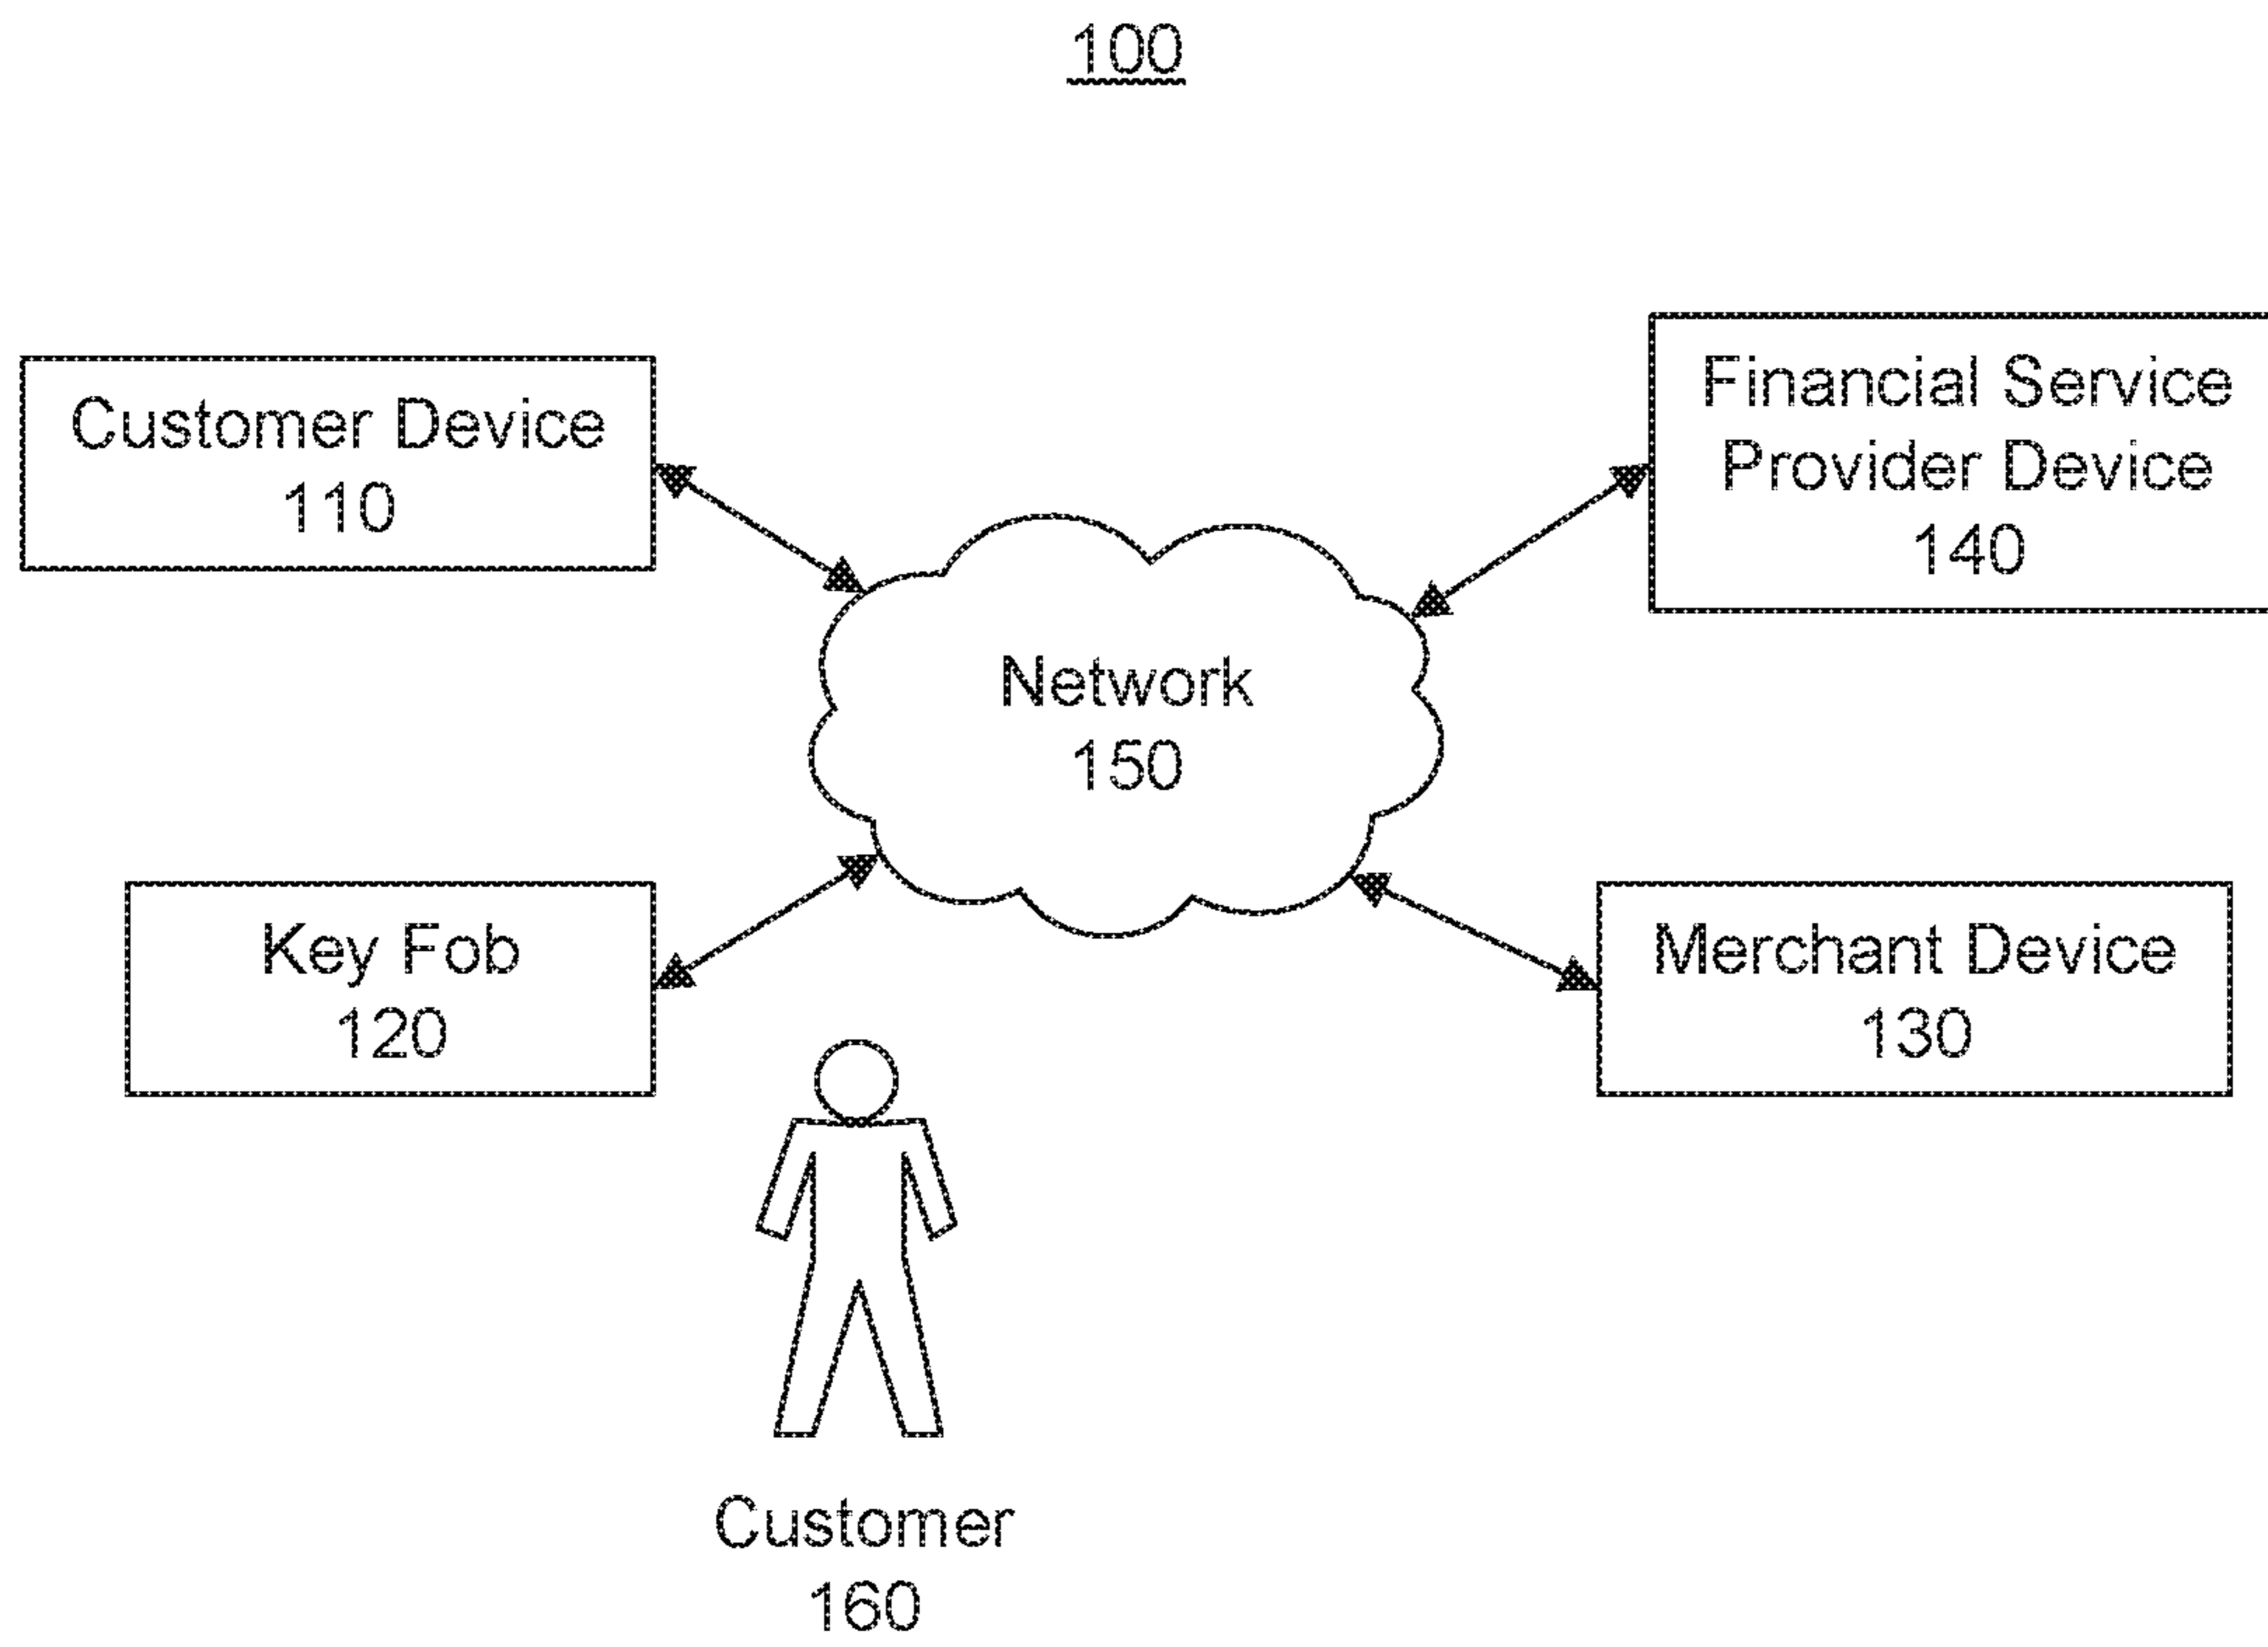 100
Customer Device
110
Financial Service
Provider Device
140
Network
150
Key Fob
120
Merchant Device
130
Customer
160